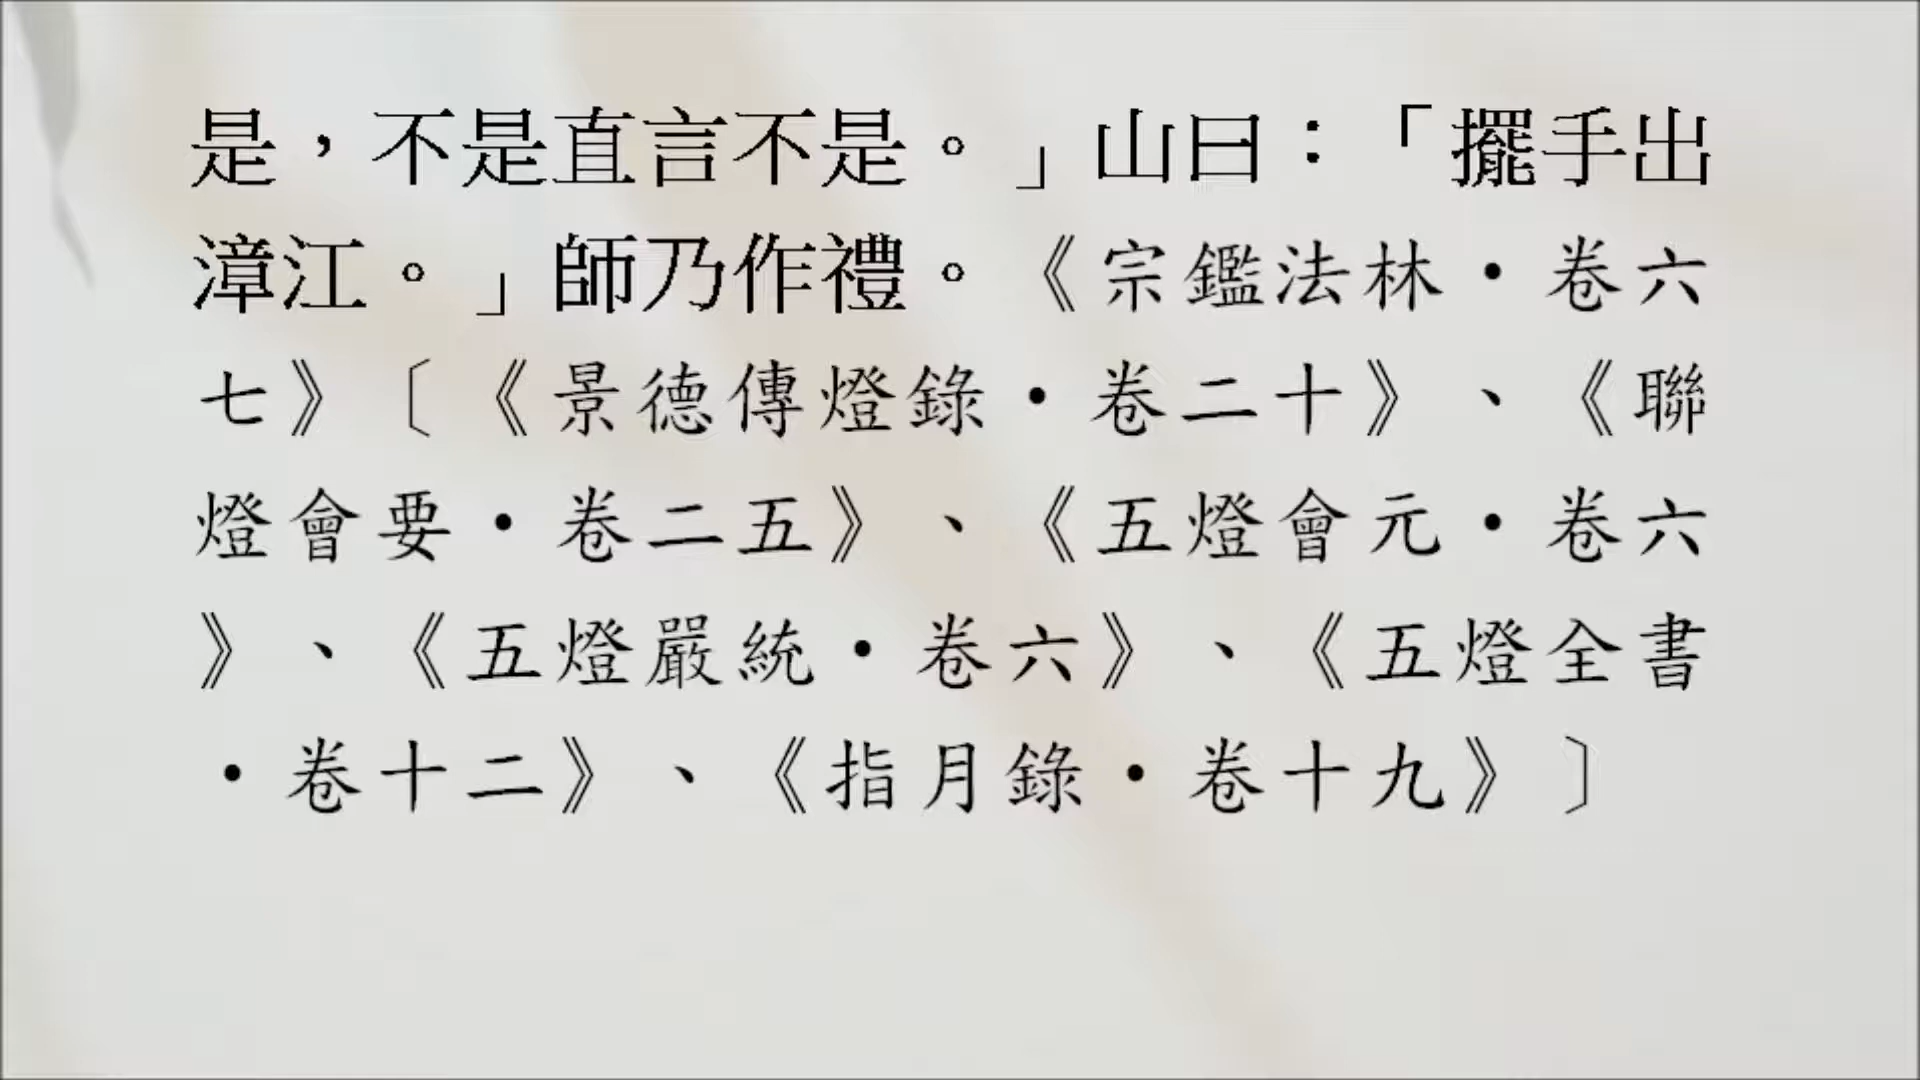 是，不是直言不是。」山曰：「擺手出
漳江。」師乃作禮。《宗鑑法林・卷六
七》〔《景德傳燈錄・卷二十》、《聯
燈會要・卷二五》、《五燈會元・卷六
》、《五燈嚴統・卷六》、《五燈全書
・卷十二》、《指月錄・卷十九》〕